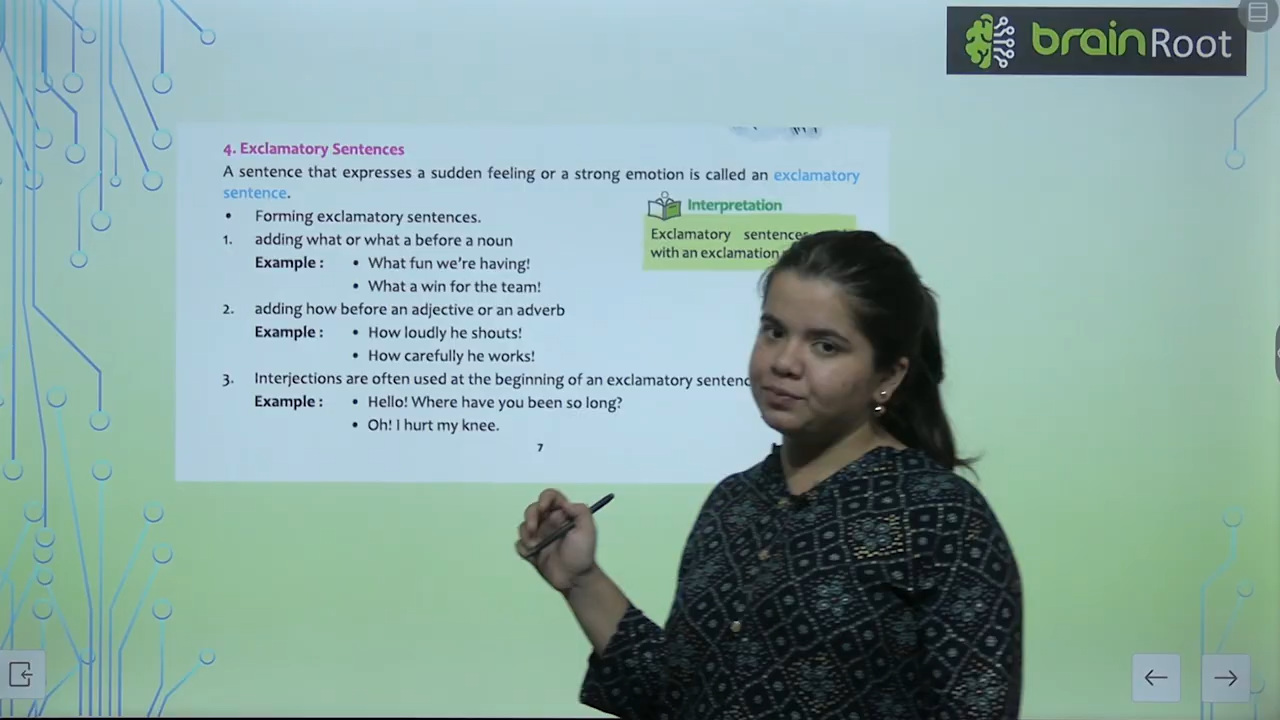 brainRoot
4. Exclamatory Sentences
A sentence that expresses a sudden feeling or a strong emotion is called an exclamatory
sentence.
Interpretation
• Forming exclamatory sentences.
Exclamatory sentences
with an exclamation
1. adding what or what a before a noun
Example : • What fun we're having!
• What a win for the team!
2. adding how before an adjective or an adverb
Example : • How loudly he shouts!
• How carefully he works!
3. Interjections are often used at the beginning of an exclamatory
Example : • Hello! Where have you been so long?
• Oh! I hurt my knee.
7